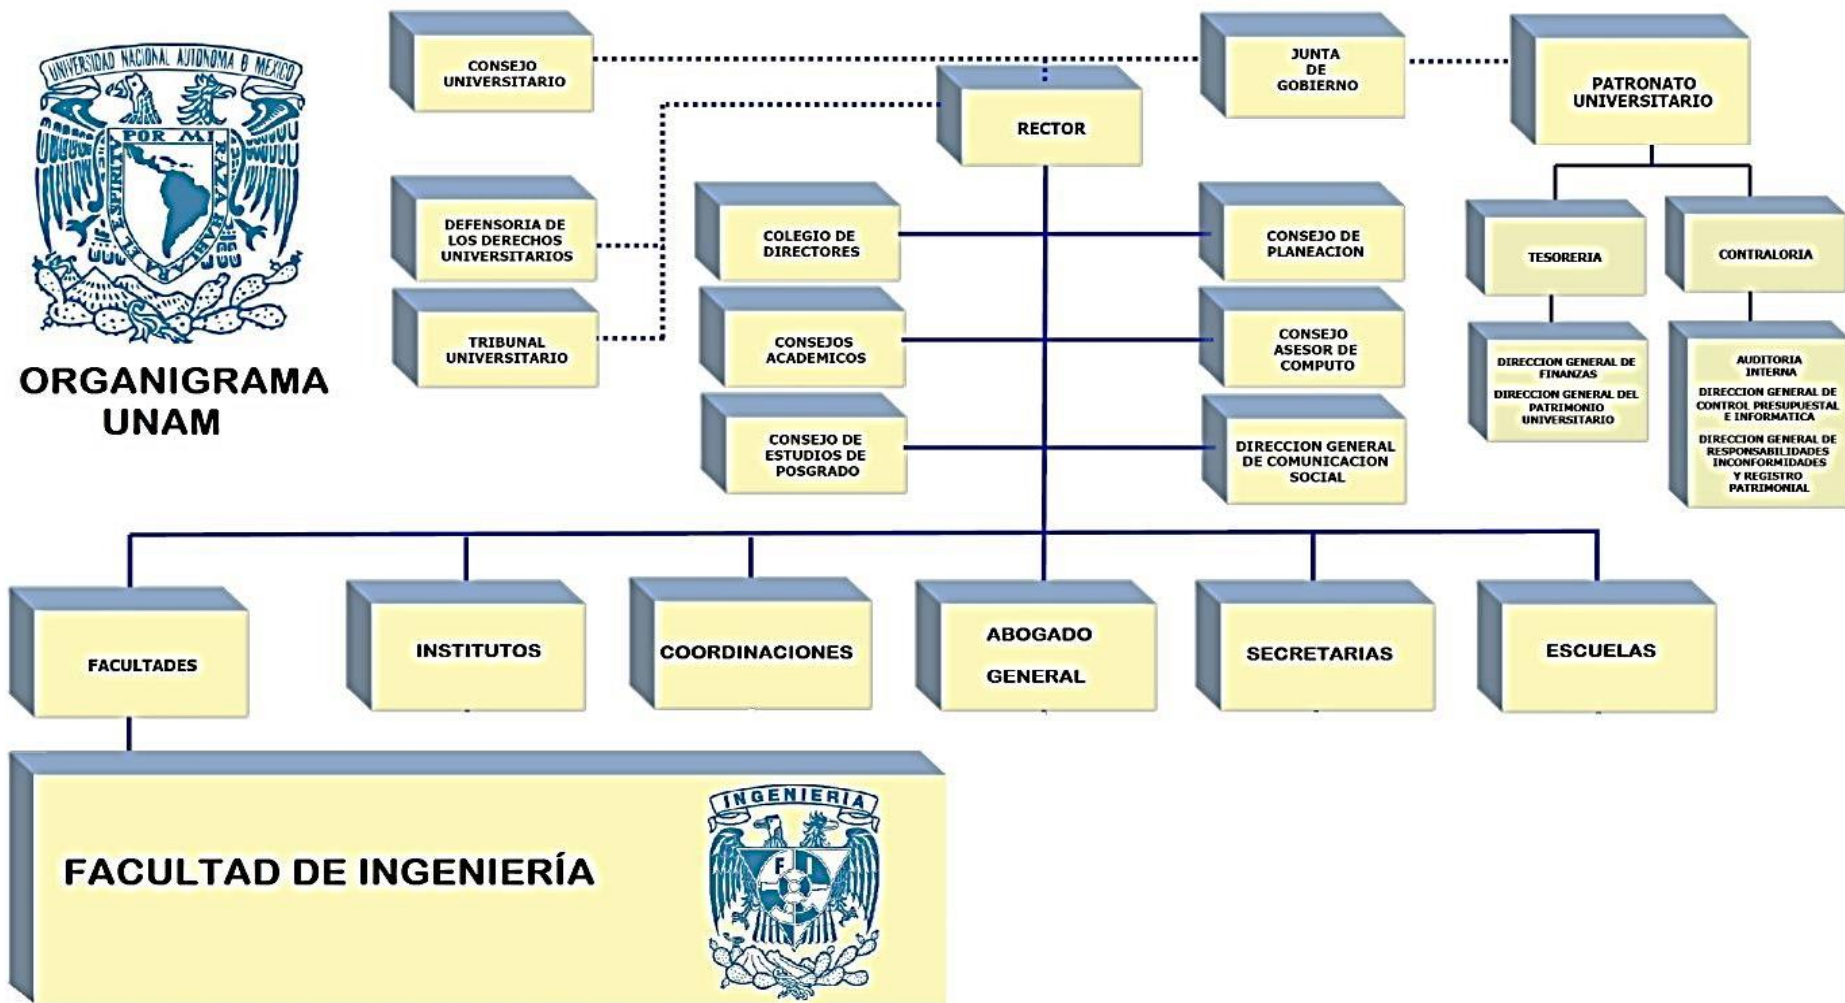 UNIVERSIDAD NACIONAL AUTONOMA D MEXICO
POR MI RAZA HABLARA EL ESPIRITU
ORGANIGRAMA
UNAM
CONSEJO
UNIVERSITARIO
JUNTA
DE
GOBIERNO
PATRONATO
UNIVERSITARIO
RECTOR
DEFENSORIA DE
LOS DERECHOS
UNIVERSITARIOS
TRIBUNAL
UNIVERSITARIO
COLEGIO DE
DIRECTORES
CONSEJO DE
PLANEACION
CONSEJOS
ACADEMICOS
CONSEJO
ASESOR DE
COMPUTO
CONSEJO DE
ESTUDIOS DE
POSGRADO
DIRECCION GENERAL
DE COMUNICACION
SOCIAL
TESORERIA
CONTRALORIA
DIRECCION GENERAL DE
FINANZAS
DIRECCION GENERAL DEL
PATRIMONIO
UNIVERSITARIO
AUDITORIA
INTERNA
DIRECCION GENERAL DE
CONTROL PRESUPUESTAL
E INFORMATICA
DIRECCION GENERAL DE
RESPONSABILIDADES
INCONFORMIDADES
Y REGISTRO
PATRIMONIAL
FACULTADES
INSTITUTOS
COORDINACIONES
ABOGADO
GENERAL
SECRETARIAS
ESCUELAS
FACULTAD DE INGENIERÍA
INGENIERIA
F I